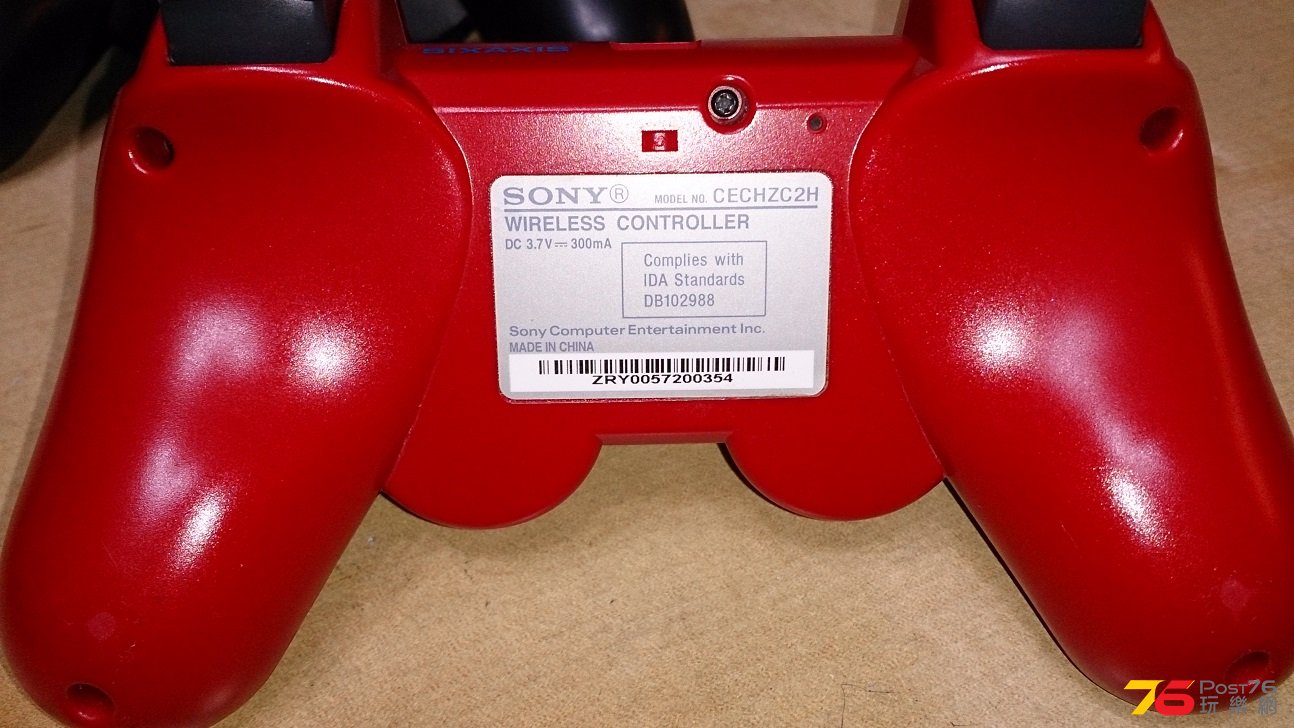 SIXAXIS
SONY® MODEL NO. CECHZC2H
WIRELESS CONTROLLER
DC 3.7V⎓300mA
Complies with
IDA Standards
DB102988
Sony Computer Entertainment Inc.
MADE IN CHINA
ZRY0057200354
76 POST76
玩樂網